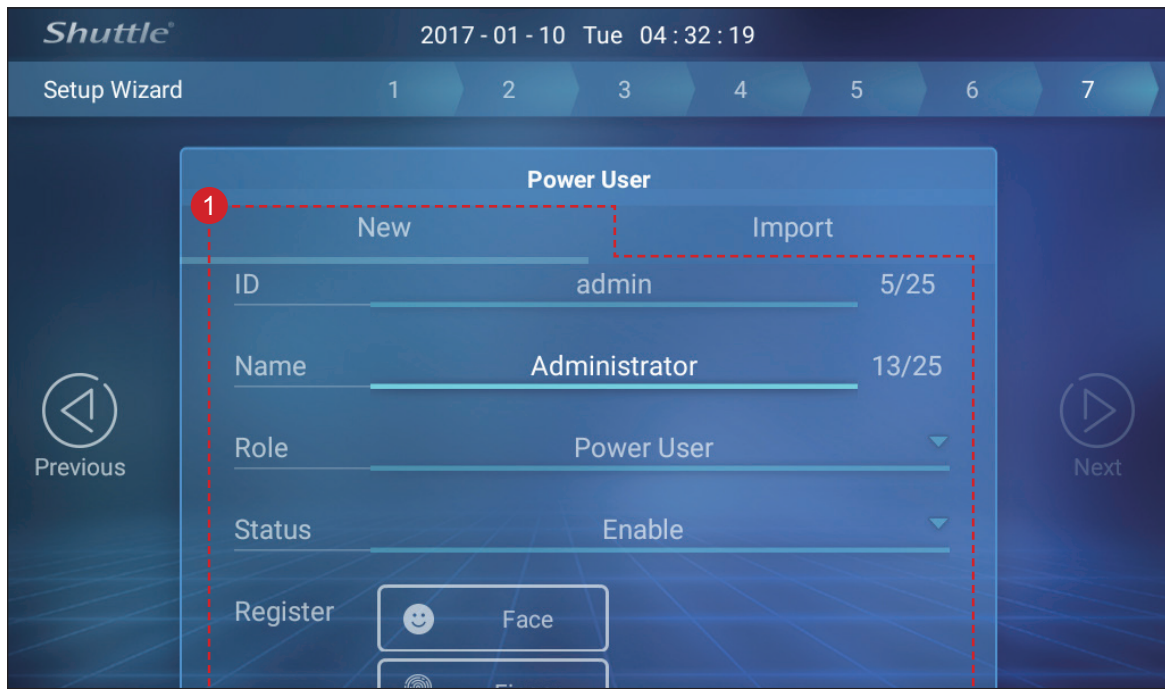 Shuttle® 2017-01-10 Tue 04:32:19
Setup Wizard 1 2 3 4 5 6 7
Power User
1
New Import
ID admin 5/25
Name Administrator 13/25
Role Power User
Previous Next
Status Enable
Register Face